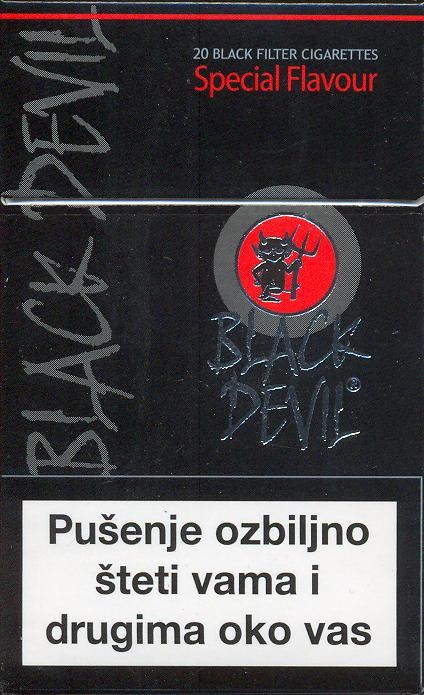 BLACK DEVIL
20 BLACK FILTER CIGARETTES
Special Flavour
BLACK
DEVIL®
Pušenje ozbiljno
šteti vama i
drugima oko vas